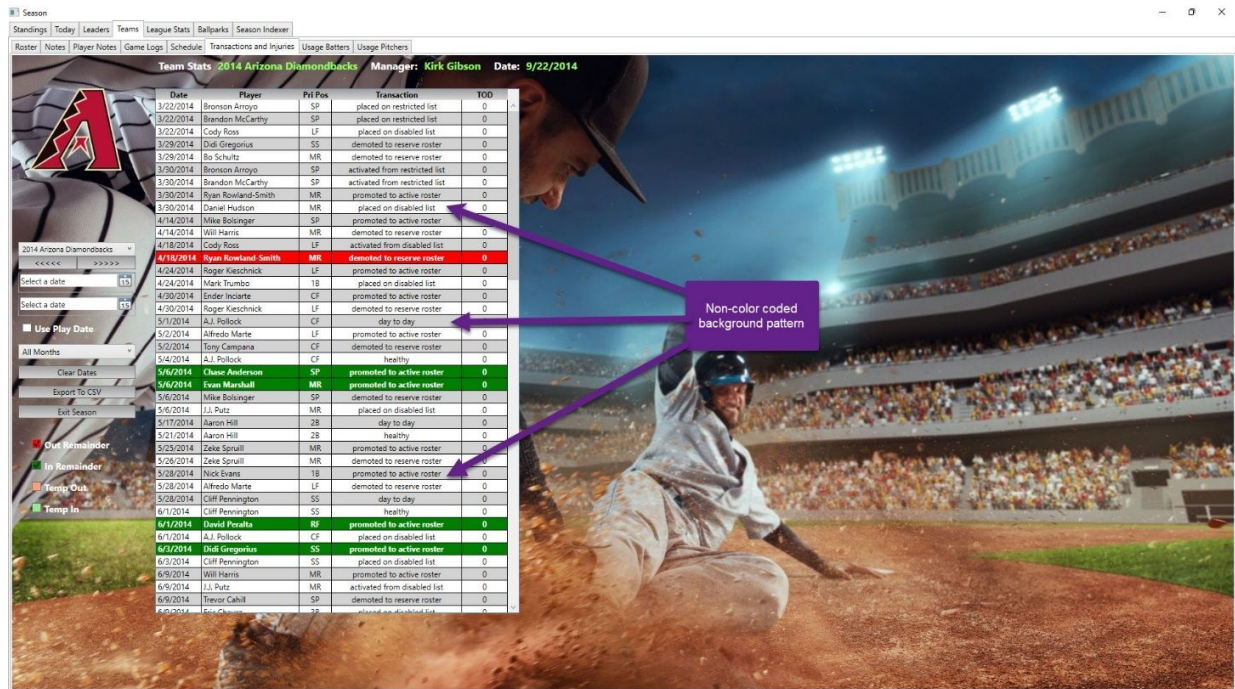 Season
Standings Today Leaders Teams League Stats Ballparks Season Indexer
Roster Notes Player Notes Game Logs Schedule Transactions and Injuries Usage Batters Usage Pitchers
Team Stats 2014 Arizona Diamondbacks Manager: Kirk Gibson Date: 9/22/2014
Date Player Pri Pos Transaction TOD
3/22/2014 Bronson Arroyo SP placed on restricted list 0
3/22/2014 Brandon McCarthy SP placed on restricted list 0
3/22/2014 Cody Ross LF placed on disabled list 0
3/29/2014 Didi Gregorius SS demoted to reserve roster 0
3/29/2014 Bo Schultz MR demoted to reserve roster 0
3/30/2014 Bronson Arroyo SP activated from restricted list 0
3/30/2014 Brandon McCarthy SP activated from restricted list 0
3/30/2014 Ryan Rowland-Smith MR promoted to active roster 0
3/30/2014 Daniel Hudson MR placed on disabled list 0
4/14/2014 Mike Bolsinger SP promoted to active roster 0
4/14/2014 Will Harris MR demoted to reserve roster 0
4/18/2014 Cody Ross LF activated from disabled list 0
4/18/2014 Ryan Rowland-Smith MR demoted to reserve roster 0
4/24/2014 Roger Kieschnick LF promoted to active roster 0
4/24/2014 Mark Trumbo 1B placed on disabled list 0
4/30/2014 Ender Inciarte CF promoted to active roster 0
4/30/2014 Roger Kieschnick LF demoted to reserve roster 0
5/1/2014 A.J. Pollock CF day to day 0
5/2/2014 Alfredo Marte LF promoted to active roster 0
5/2/2014 Tony Campana CF demoted to reserve roster 0
5/4/2014 A.J. Pollock CF healthy 0
5/6/2014 Chase Anderson SP promoted to active roster 0
5/6/2014 Evan Marshall MR promoted to active roster 0
5/6/2014 Mike Bolsinger SP demoted to reserve roster 0
5/6/2014 J.J. Putz MR placed on disabled list 0
5/17/2014 Aaron Hill 2B day to day 0
5/21/2014 Aaron Hill 2B healthy 0
5/25/2014 Zeke Spruill MR promoted to active roster 0
5/26/2014 Zeke Spruill MR demoted to reserve roster 0
5/28/2014 Nick Evans 1B promoted to active roster 0
5/28/2014 Alfredo Marte LF demoted to reserve roster 0
5/28/2014 Cliff Pennington SS day to day 0
6/1/2014 Cliff Pennington SS healthy 0
6/1/2014 David Peralta RF promoted to active roster 0
6/1/2014 A.J. Pollock CF placed on disabled list 0
6/3/2014 Didi Gregorius SS promoted to active roster 0
6/3/2014 Cliff Pennington SS placed on disabled list 0
6/9/2014 Will Harris MR promoted to active roster 0
6/9/2014 J.J. Putz MR activated from disabled list 0
6/9/2014 Trevor Cahill SP demoted to reserve roster 0
6/9/2014 Eric Chavez 3B placed on disabled list 0
2014 Arizona Diamondbacks
<<<<< >>>>>
Select a date 15
Select a date 15
Use Play Date
All Months
Clear Dates
Export To CSV
Exit Season
Out Remainder
In Remainder
Temp Out
Temp In
Non-color coded
background pattern